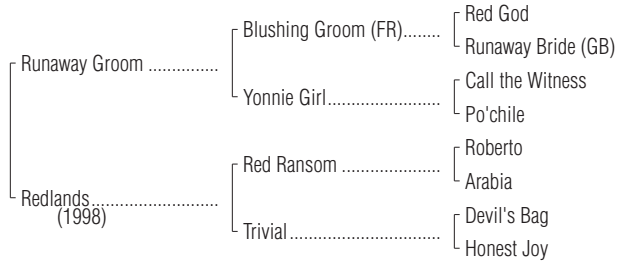 Red God
Blushing Groom (FR)........
Runaway Bride (GB)
Runaway Groom ...............
Call the Witness
Yonnie Girl........................
Po'chile
Roberto
Red Ransom .....................
Arabia
Redlands..........................
(1998)
Devil's Bag
Trivial................................
Honest Joy